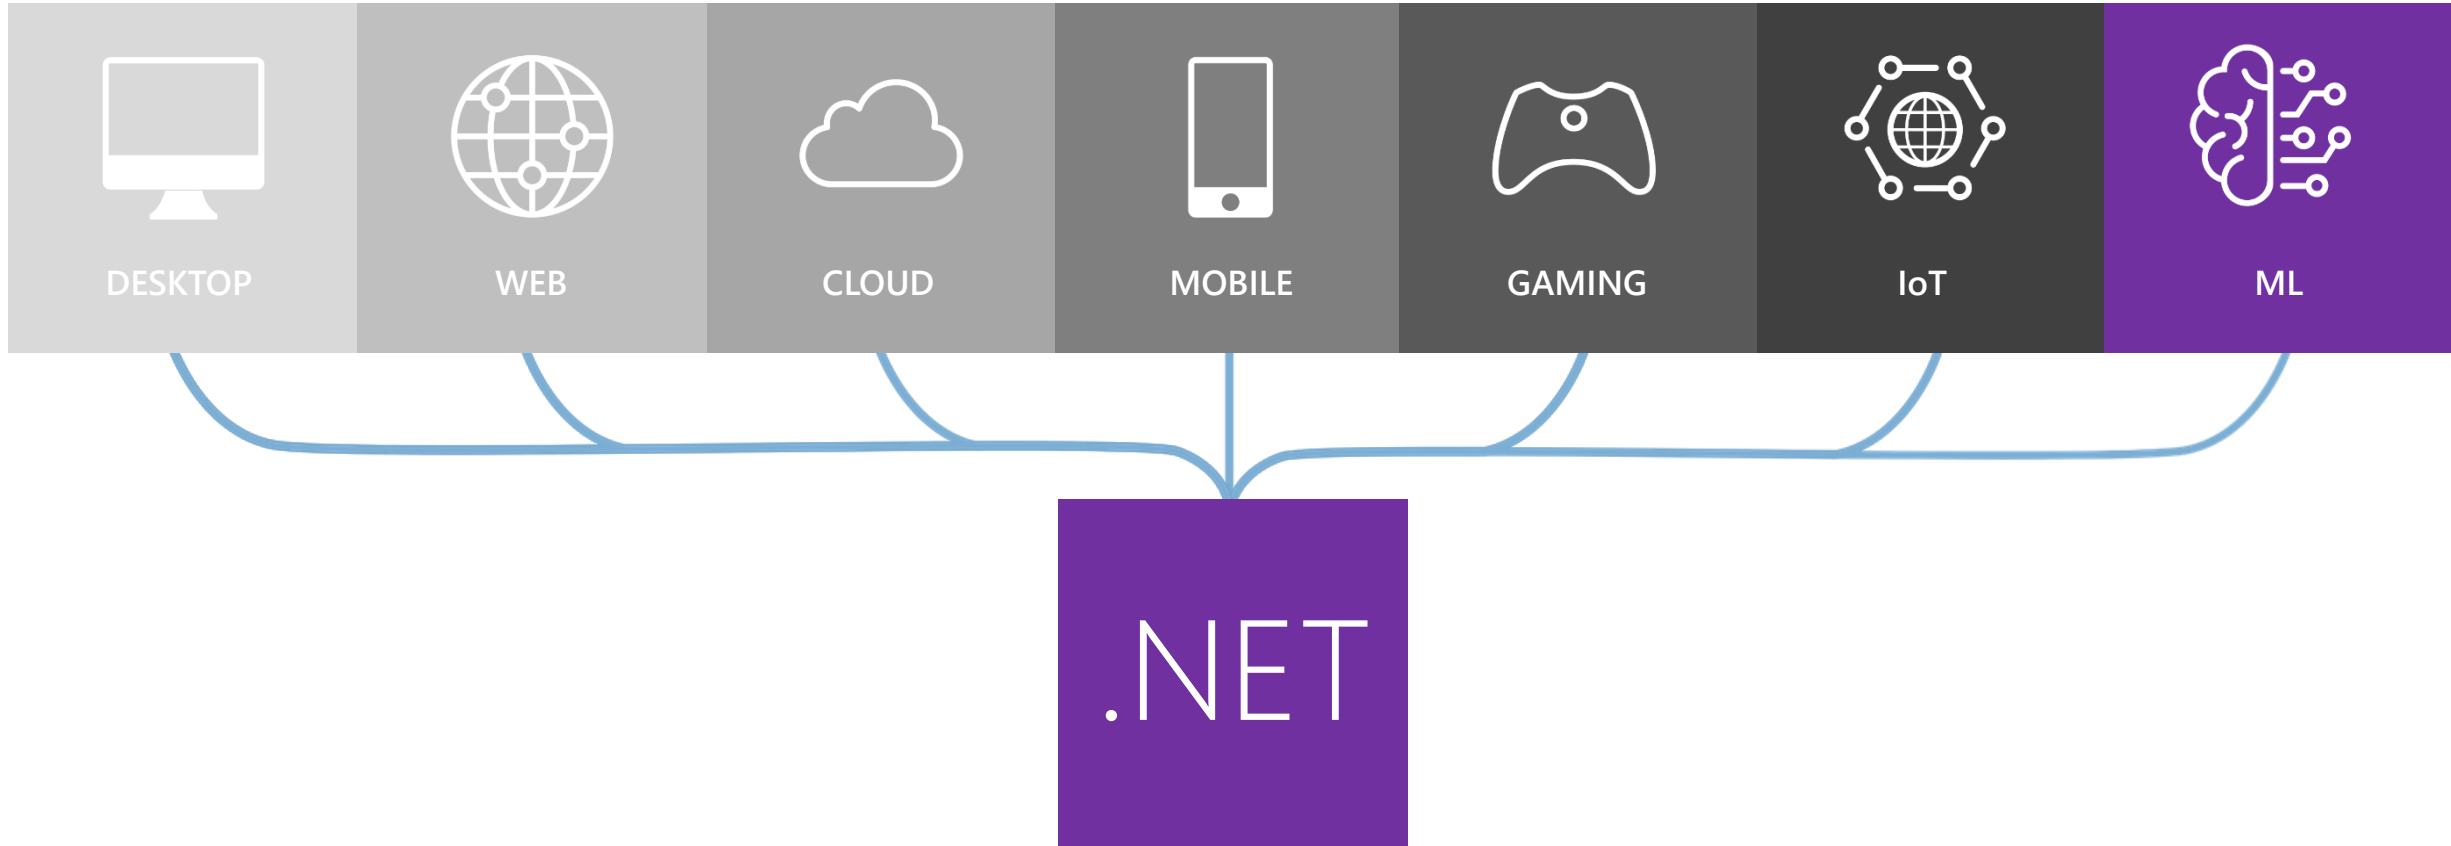 DESKTOP
WEB
CLOUD
MOBILE
GAMING
IoT
ML
.NET